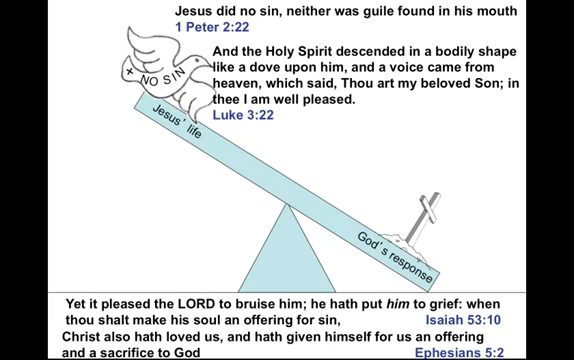 Jesus did no sin, neither was guile found in his mouth
1 Peter 2:22
And the Holy Spirit descended in a bodily shape
like a dove upon him, and a voice came from
heaven, which said, Thou art my beloved Son; in
thee I am well pleased.
Luke 3:22
+ NO SIN
Jesus' life
God's response
Yet it pleased the LORD to bruise him; he hath put him to grief: when
thou shalt make his soul an offering for sin, Isaiah 53:10
Christ also hath loved us, and hath given himself for us an offering
and a sacrifice to God Ephesians 5:2